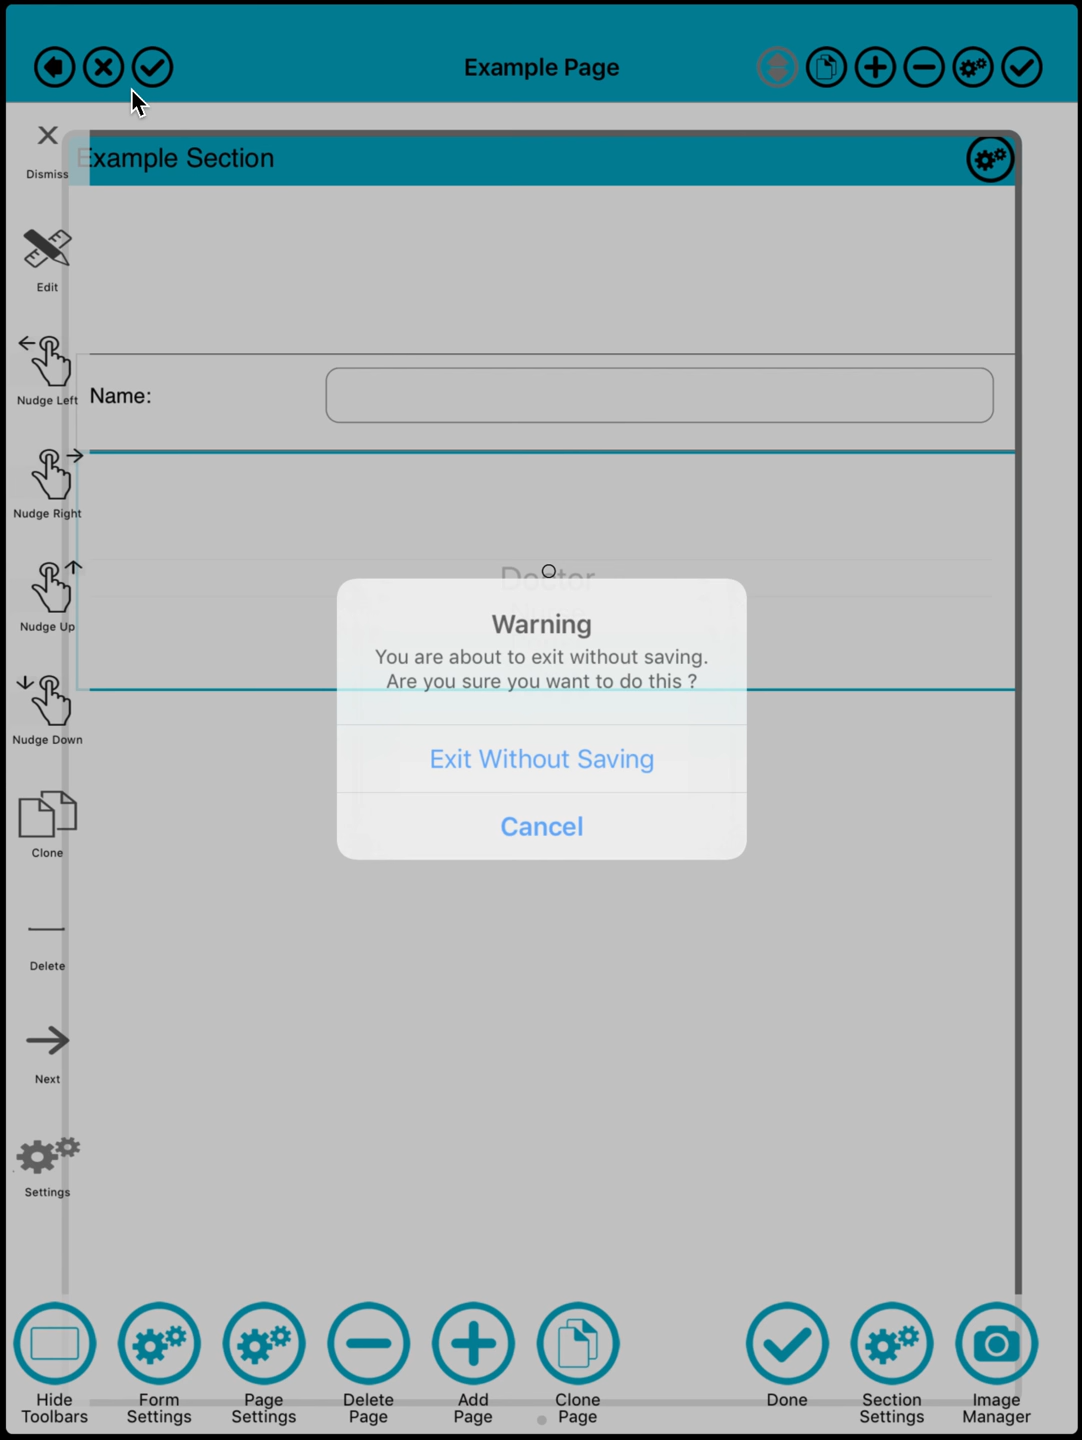 Example Page
Dismiss
Example Section
Edit
Nudge Left
Name:
Nudge Right
Doctor
Nudge Up
Warning
You are about to exit without saving.
Are you sure you want to do this ?
Nudge Down
Exit Without Saving
Cancel
Clone
Delete
Next
Settings
Hide
Toolbars
Form
Settings
Page
Settings
Delete
Page
Add
Page
Clone
Page
Done
Section
Settings
Image
Manager